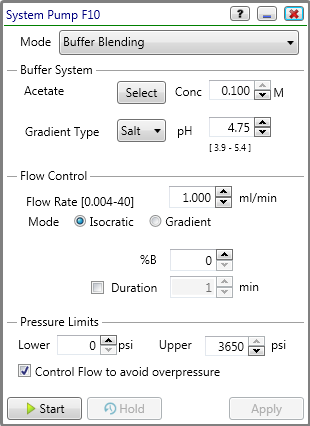 System Pump F10 ?
Mode Buffer Blending
Buffer System
Acetate Select Conc 0.100 M
Gradient Type Salt pH 4.75
[ 3.9 - 5.4 ]
Flow Control
Flow Rate [0.004-40] 1.000 ml/min
Mode Isocratic Gradient
%B 0
Duration 1 min
Pressure Limits
Lower 0 psi Upper 3650 psi
Control Flow to avoid overpressure
Start Hold Apply